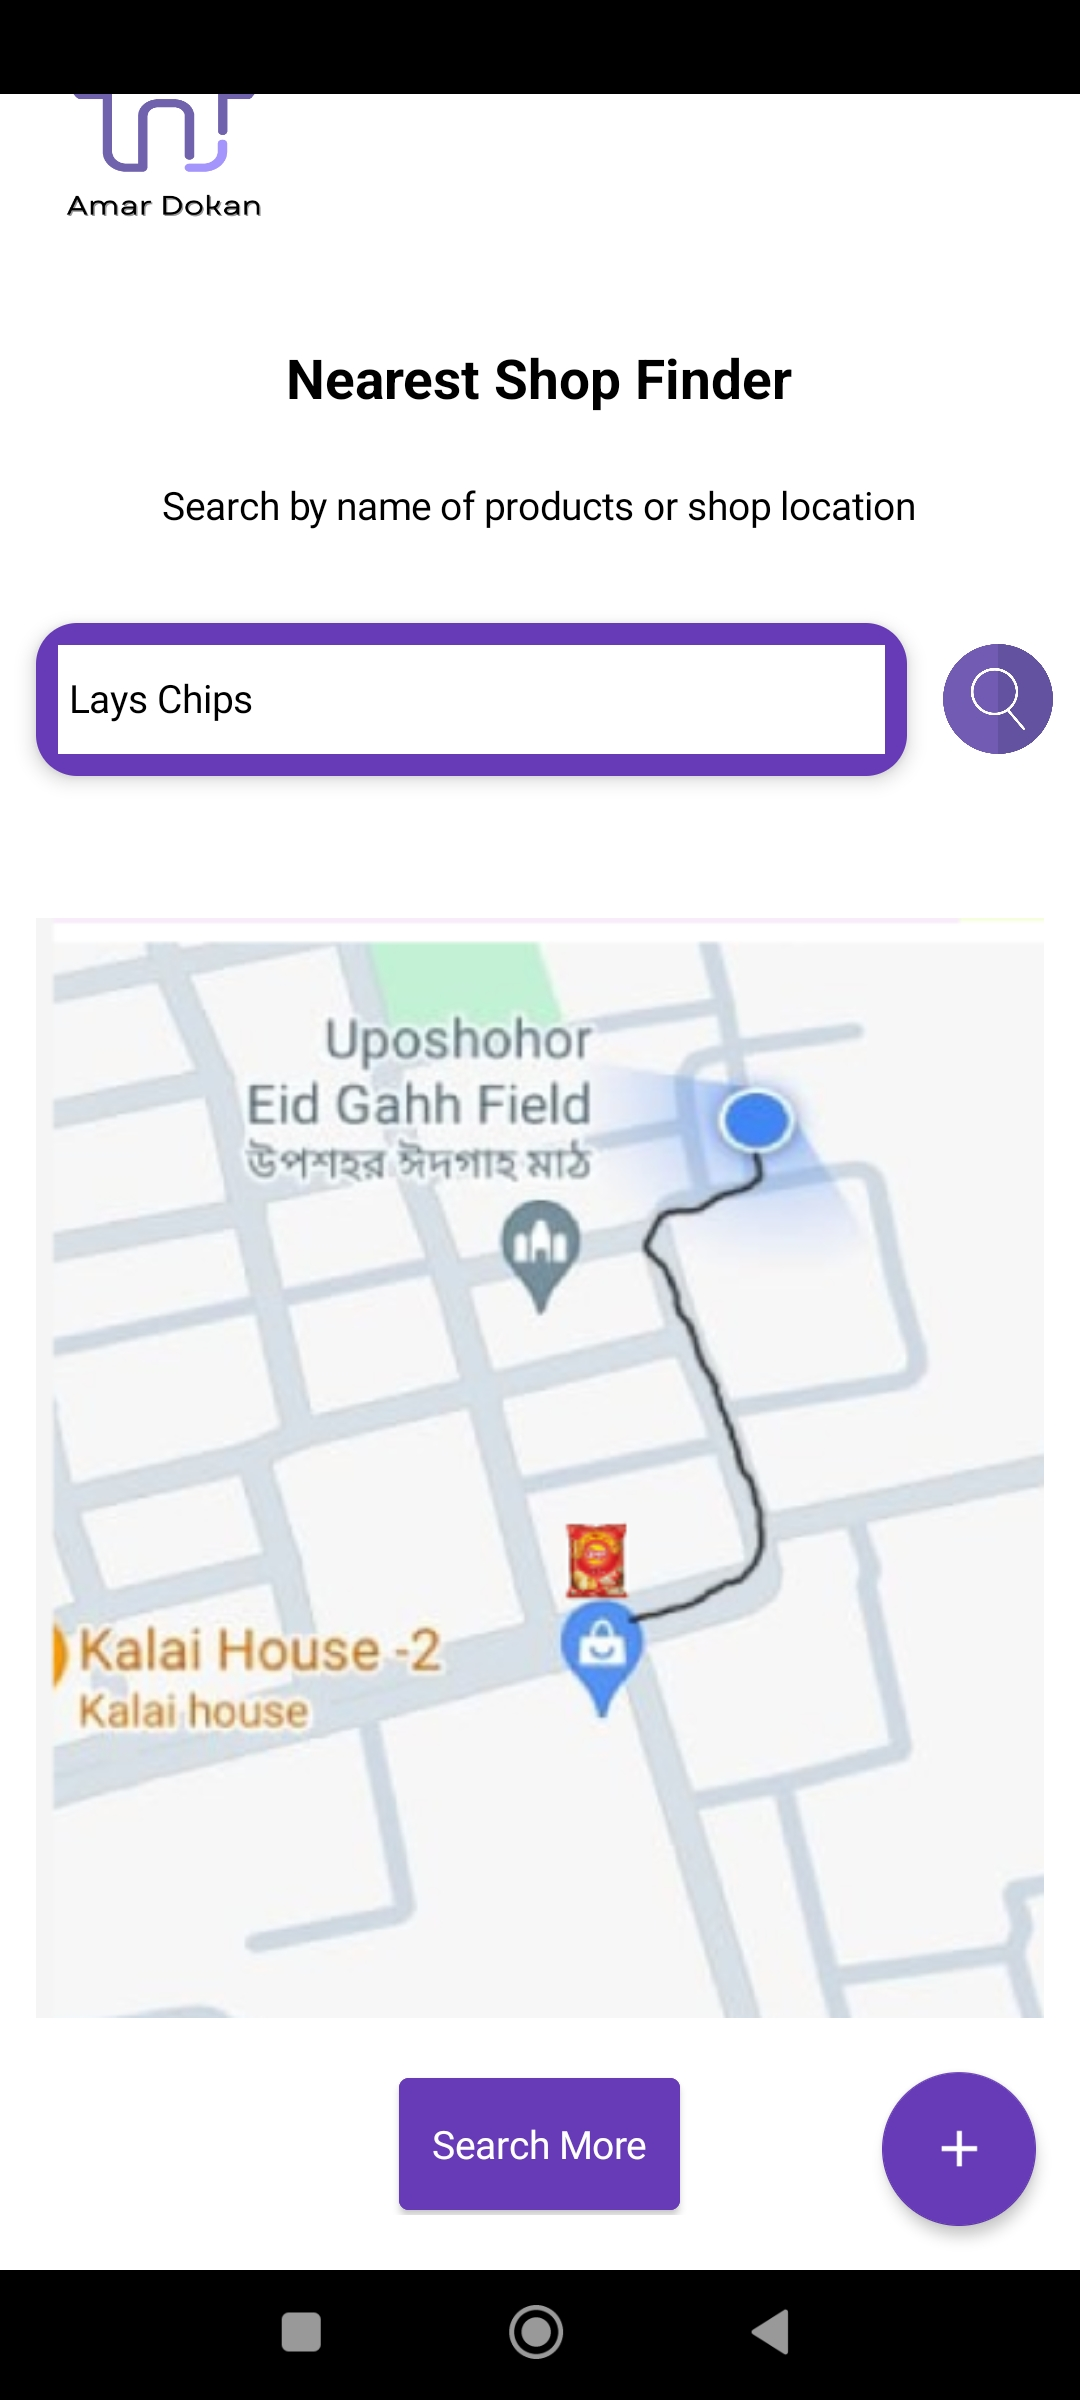 Amar Dokan
Nearest Shop Finder
Search by name of products or shop location
Lays Chips
Uposhohor
Eid Gahh Field
উপশহর ঈদগাহ মাঠ
Kalai House -2
Kalai house
Search More